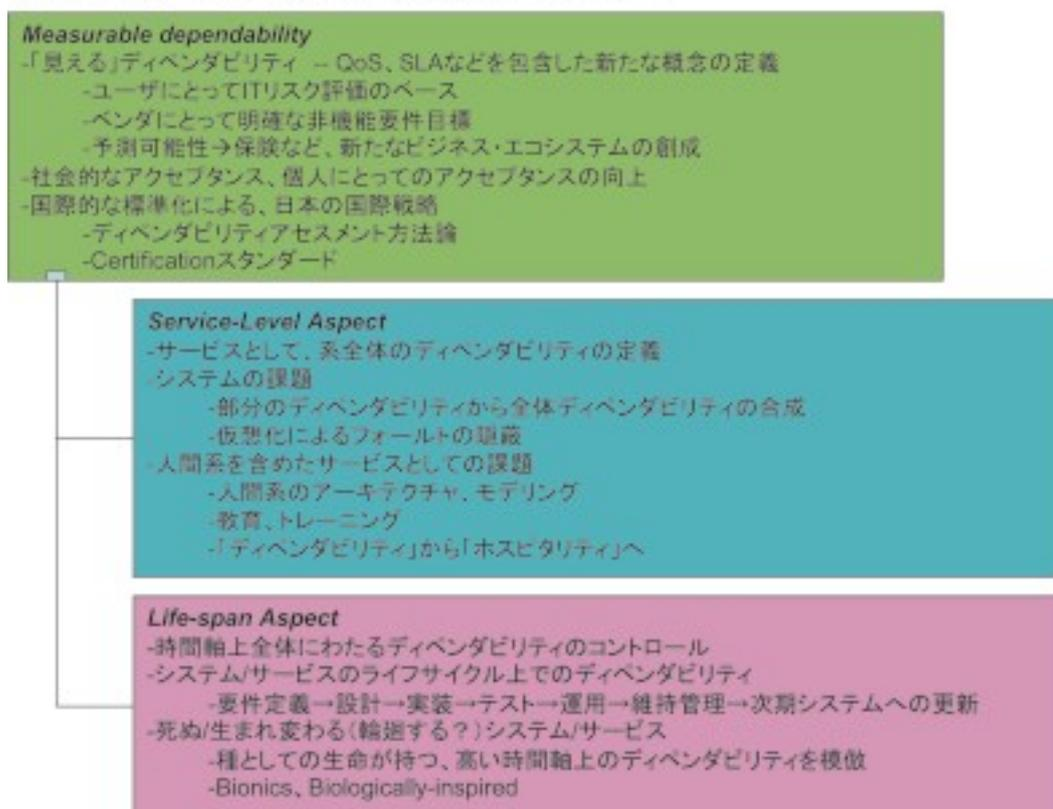 Measurable dependability
-「見える」ディペンダビリティ -- QoS、SLAなどを包含した新たな概念の定義
-ユーザにとってITリスク評価のベース
-ベンダにとって明確な非機能要件目標
-予測可能性→保険など、新たなビジネス・エコシステムの創成
-社会的なアクセプタンス、個人にとってのアクセプタンスの向上
-国際的な標準化による、日本の国際戦略
-ディペンダビリティアセスメント方法論
-Certificationスタンダード
Service-Level Aspect
-サービスとして、系全体のディペンダビリティの定義
-システムの課題
-部分のディペンダビリティから全体ディペンダビリティの合成
-仮想化によるフォールトの隠蔽
-人間系を含めたサービスとしての課題
-人間系のアーキテクチャ、モデリング
-教育、トレーニング
-「ディペンダビリティ」から「ホスピタリティ」へ
Life-span Aspect
-時間軸上全体にわたるディペンダビリティのコントロール
-システム/サービスのライフサイクル上でのディペンダビリティ
-要件定義→設計→実装→テスト→運用→維持管理→次期システムへの更新
-死ぬ/生まれ変わる(輪廻する?)システム/サービス
-種としての生命が持つ、高い時間軸上のディペンダビリティを模倣
-Bionics、Biologically-inspired